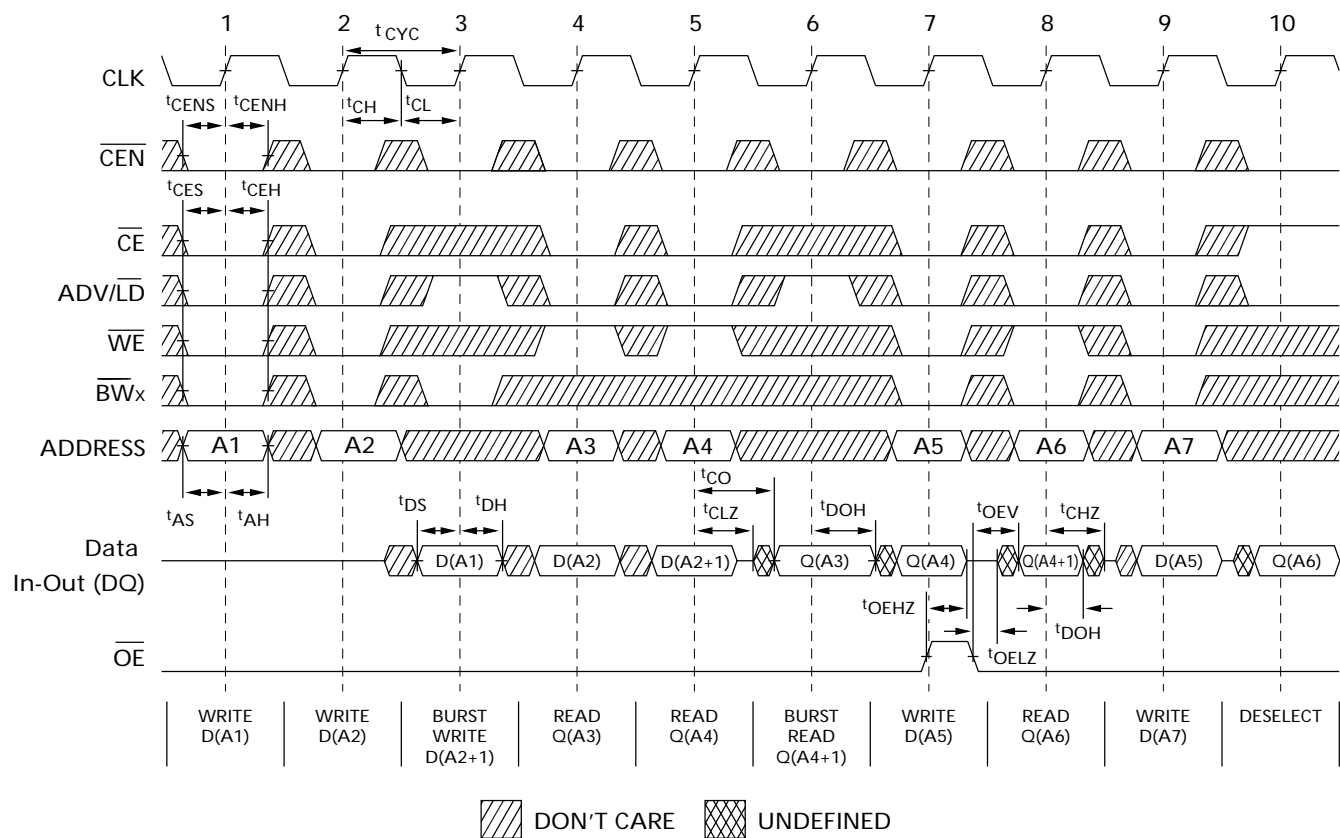 1 2 3 4 5 6 7 8 9 10
tCYC
CLK
tCENS tCENH tCH tCL
CEN
tCES tCEH
CE
ADV/LD
WE
BWx
ADDRESS A1 A2 A3 A4 A5 A6 A7
tCO
tAS tAH tDS tDH tCLZ tDOH tOEV tCHZ
Data
In-Out (DQ)
D(A1) D(A2) D(A2+1) Q(A3) Q(A4) Q(A4+1) D(A5) Q(A6)
tOEHZ tDOH
tOELZ
OE
WRITE
D(A1)
WRITE
D(A2)
BURST
WRITE
D(A2+1)
READ
Q(A3)
READ
Q(A4)
BURST
READ
Q(A4+1)
WRITE
D(A5)
READ
Q(A6)
WRITE
D(A7)
DESELECT
DON'T CARE UNDEFINED